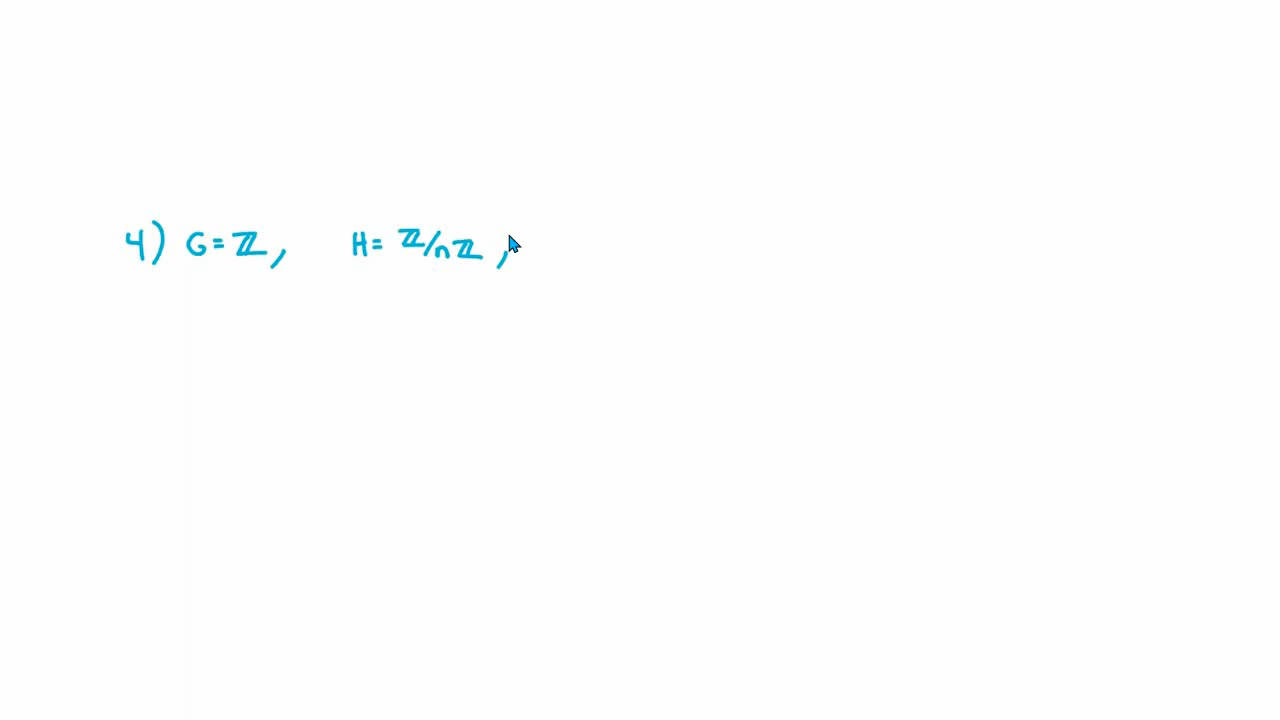 4) G = ℤ, H = ℤ/nℤ,